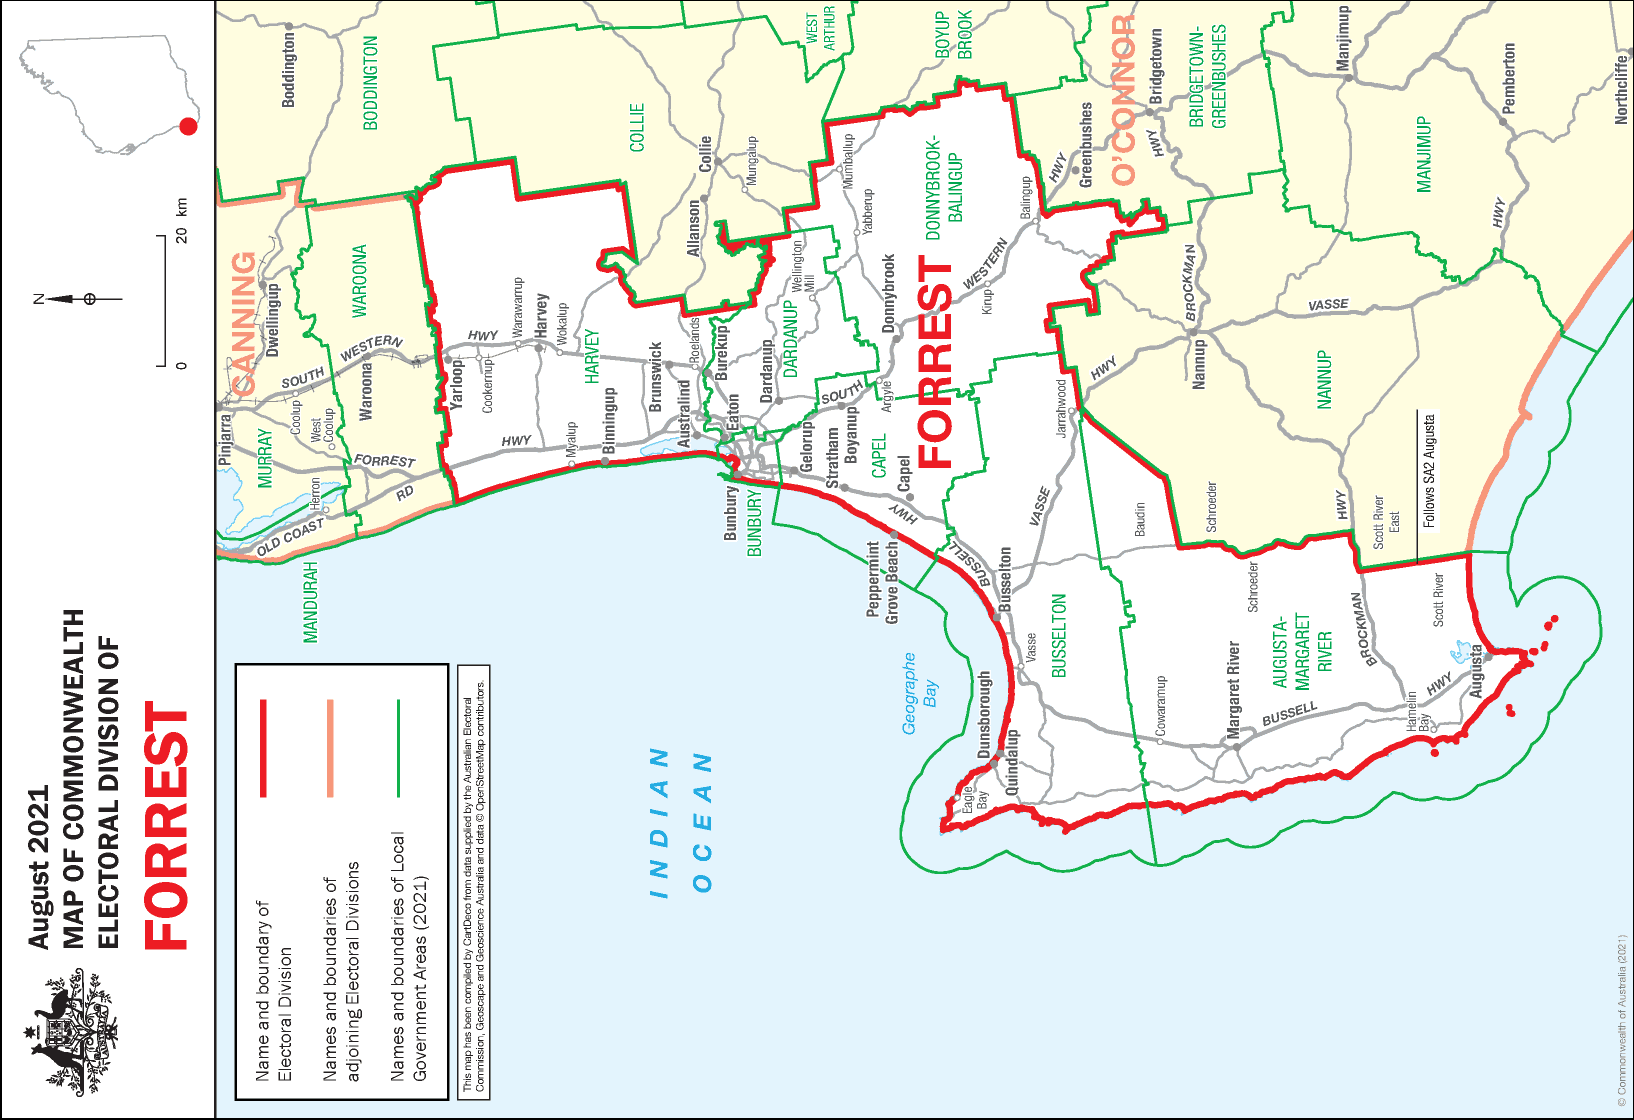 August 2021
MAP OF COMMONWEALTH
ELECTORAL DIVISION OF
FORREST
N
0
20 km
Name and boundary of
Electoral Division
Names and boundaries of
adjoining Electoral Divisions
Names and boundaries of Local
Government Areas (2021)
This map has been compiled by CartDeco from data supplied by the Australian Electoral
Commission, Geoscape and Geoscience Australia and data © OpenStreetMap contributors.
MANDURAH
MURRAY
Pinjarra
CANNING
Dwellingup
Boddington
BODDINGTON
WAROONA
Waroona
SOUTH
WESTERN
Coolup
West
Coolup
Herron
OLD COAST
RD
FORREST
HWY
Yarloop
Cookernup
HWY
Warawarrup
Harvey
Wokalup
HARVEY
Myalup
Binningup
Brunswick
Roelands
Australind
Burekup
Eaton
Bunbury
BUNBURY
Dardanup
DARDANUP
Wellington
Mill
Gelorup
Stratham
Boyanup
SOUTH
CAPEL
Capel
Argyle
HWY
Peppermint
Grove Beach
COLLIE
Collie
Allanson
Mungalup
WEST
ARTHUR
BOYUP
BROOK
Mumballup
Yabberup
DONNYBROOK-
BALINGUP
Donnybrook
FORREST
WESTERN
Kirup
Balingup
HWY
Greenbushes
O'CONNOR
HWY
Bridgetown
BRIDGETOWN-
GREENBUSHES
Manjimup
MANJIMUP
Pemberton
Northcliffe
HWY
BROCKMAN
VASSE
Nannup
NANNUP
HWY
Jarrahwood
VASSE
Baudin
Schroeder
HWY
Scott River
East
Follows SA2 Augusta
BUSSELL
Busselton
BUSSELTON
Vasse
Geographe
Bay
Dunsborough
Quindalup
Eagle
Bay
INDIAN
OCEAN
Cowaramup
Margaret River
BUSSELL
AUGUSTA-
MARGARET
RIVER
Schroeder
BROCKMAN
Scott River
Hamelin
Bay
HWY
Augusta
© Commonwealth of Australia (2021)